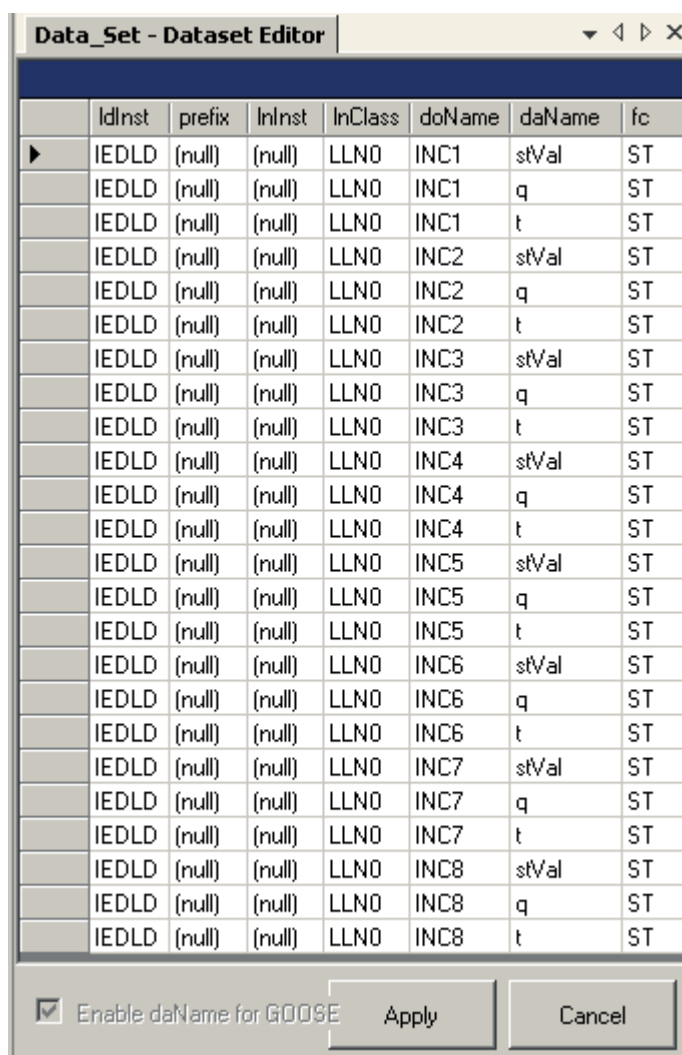 Data_Set - Dataset Editor
ldInst prefix lnInst lnClass doName daName fc
IEDLD (null) (null) LLN0 INC1 stVal ST
IEDLD (null) (null) LLN0 INC1 q ST
IEDLD (null) (null) LLN0 INC1 t ST
IEDLD (null) (null) LLN0 INC2 stVal ST
IEDLD (null) (null) LLN0 INC2 q ST
IEDLD (null) (null) LLN0 INC2 t ST
IEDLD (null) (null) LLN0 INC3 stVal ST
IEDLD (null) (null) LLN0 INC3 q ST
IEDLD (null) (null) LLN0 INC3 t ST
IEDLD (null) (null) LLN0 INC4 stVal ST
IEDLD (null) (null) LLN0 INC4 q ST
IEDLD (null) (null) LLN0 INC4 t ST
IEDLD (null) (null) LLN0 INC5 stVal ST
IEDLD (null) (null) LLN0 INC5 q ST
IEDLD (null) (null) LLN0 INC5 t ST
IEDLD (null) (null) LLN0 INC6 stVal ST
IEDLD (null) (null) LLN0 INC6 q ST
IEDLD (null) (null) LLN0 INC6 t ST
IEDLD (null) (null) LLN0 INC7 stVal ST
IEDLD (null) (null) LLN0 INC7 q ST
IEDLD (null) (null) LLN0 INC7 t ST
IEDLD (null) (null) LLN0 INC8 stVal ST
IEDLD (null) (null) LLN0 INC8 q ST
IEDLD (null) (null) LLN0 INC8 t ST
Enable daName for GOOSE Apply Cancel